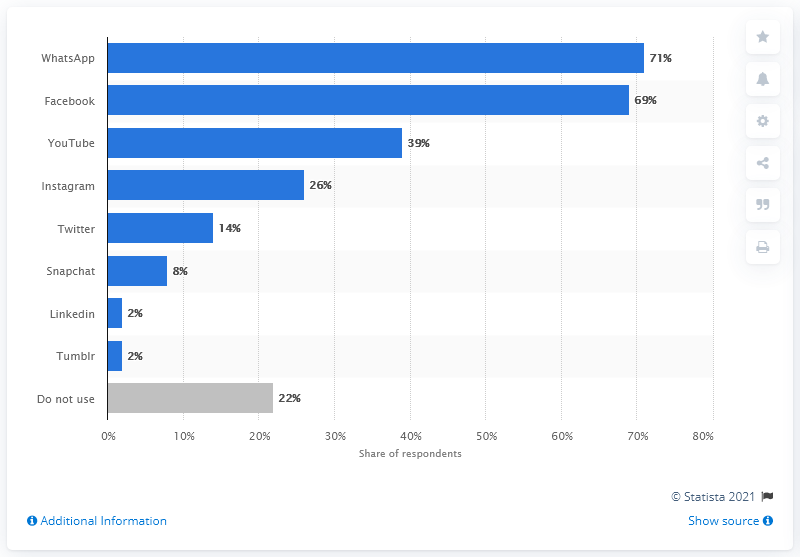 WhatsApp 71%
Facebook 69%
YouTube 39%
Instagram 26%
Twitter 14%
Snapchat 8%
Linkedin 2%
Tumblr 2%
Do not use 22%
0% 10% 20% 30% 40% 50% 60% 70% 80%
Share of respondents
© Statista 2021
Additional Information Show source